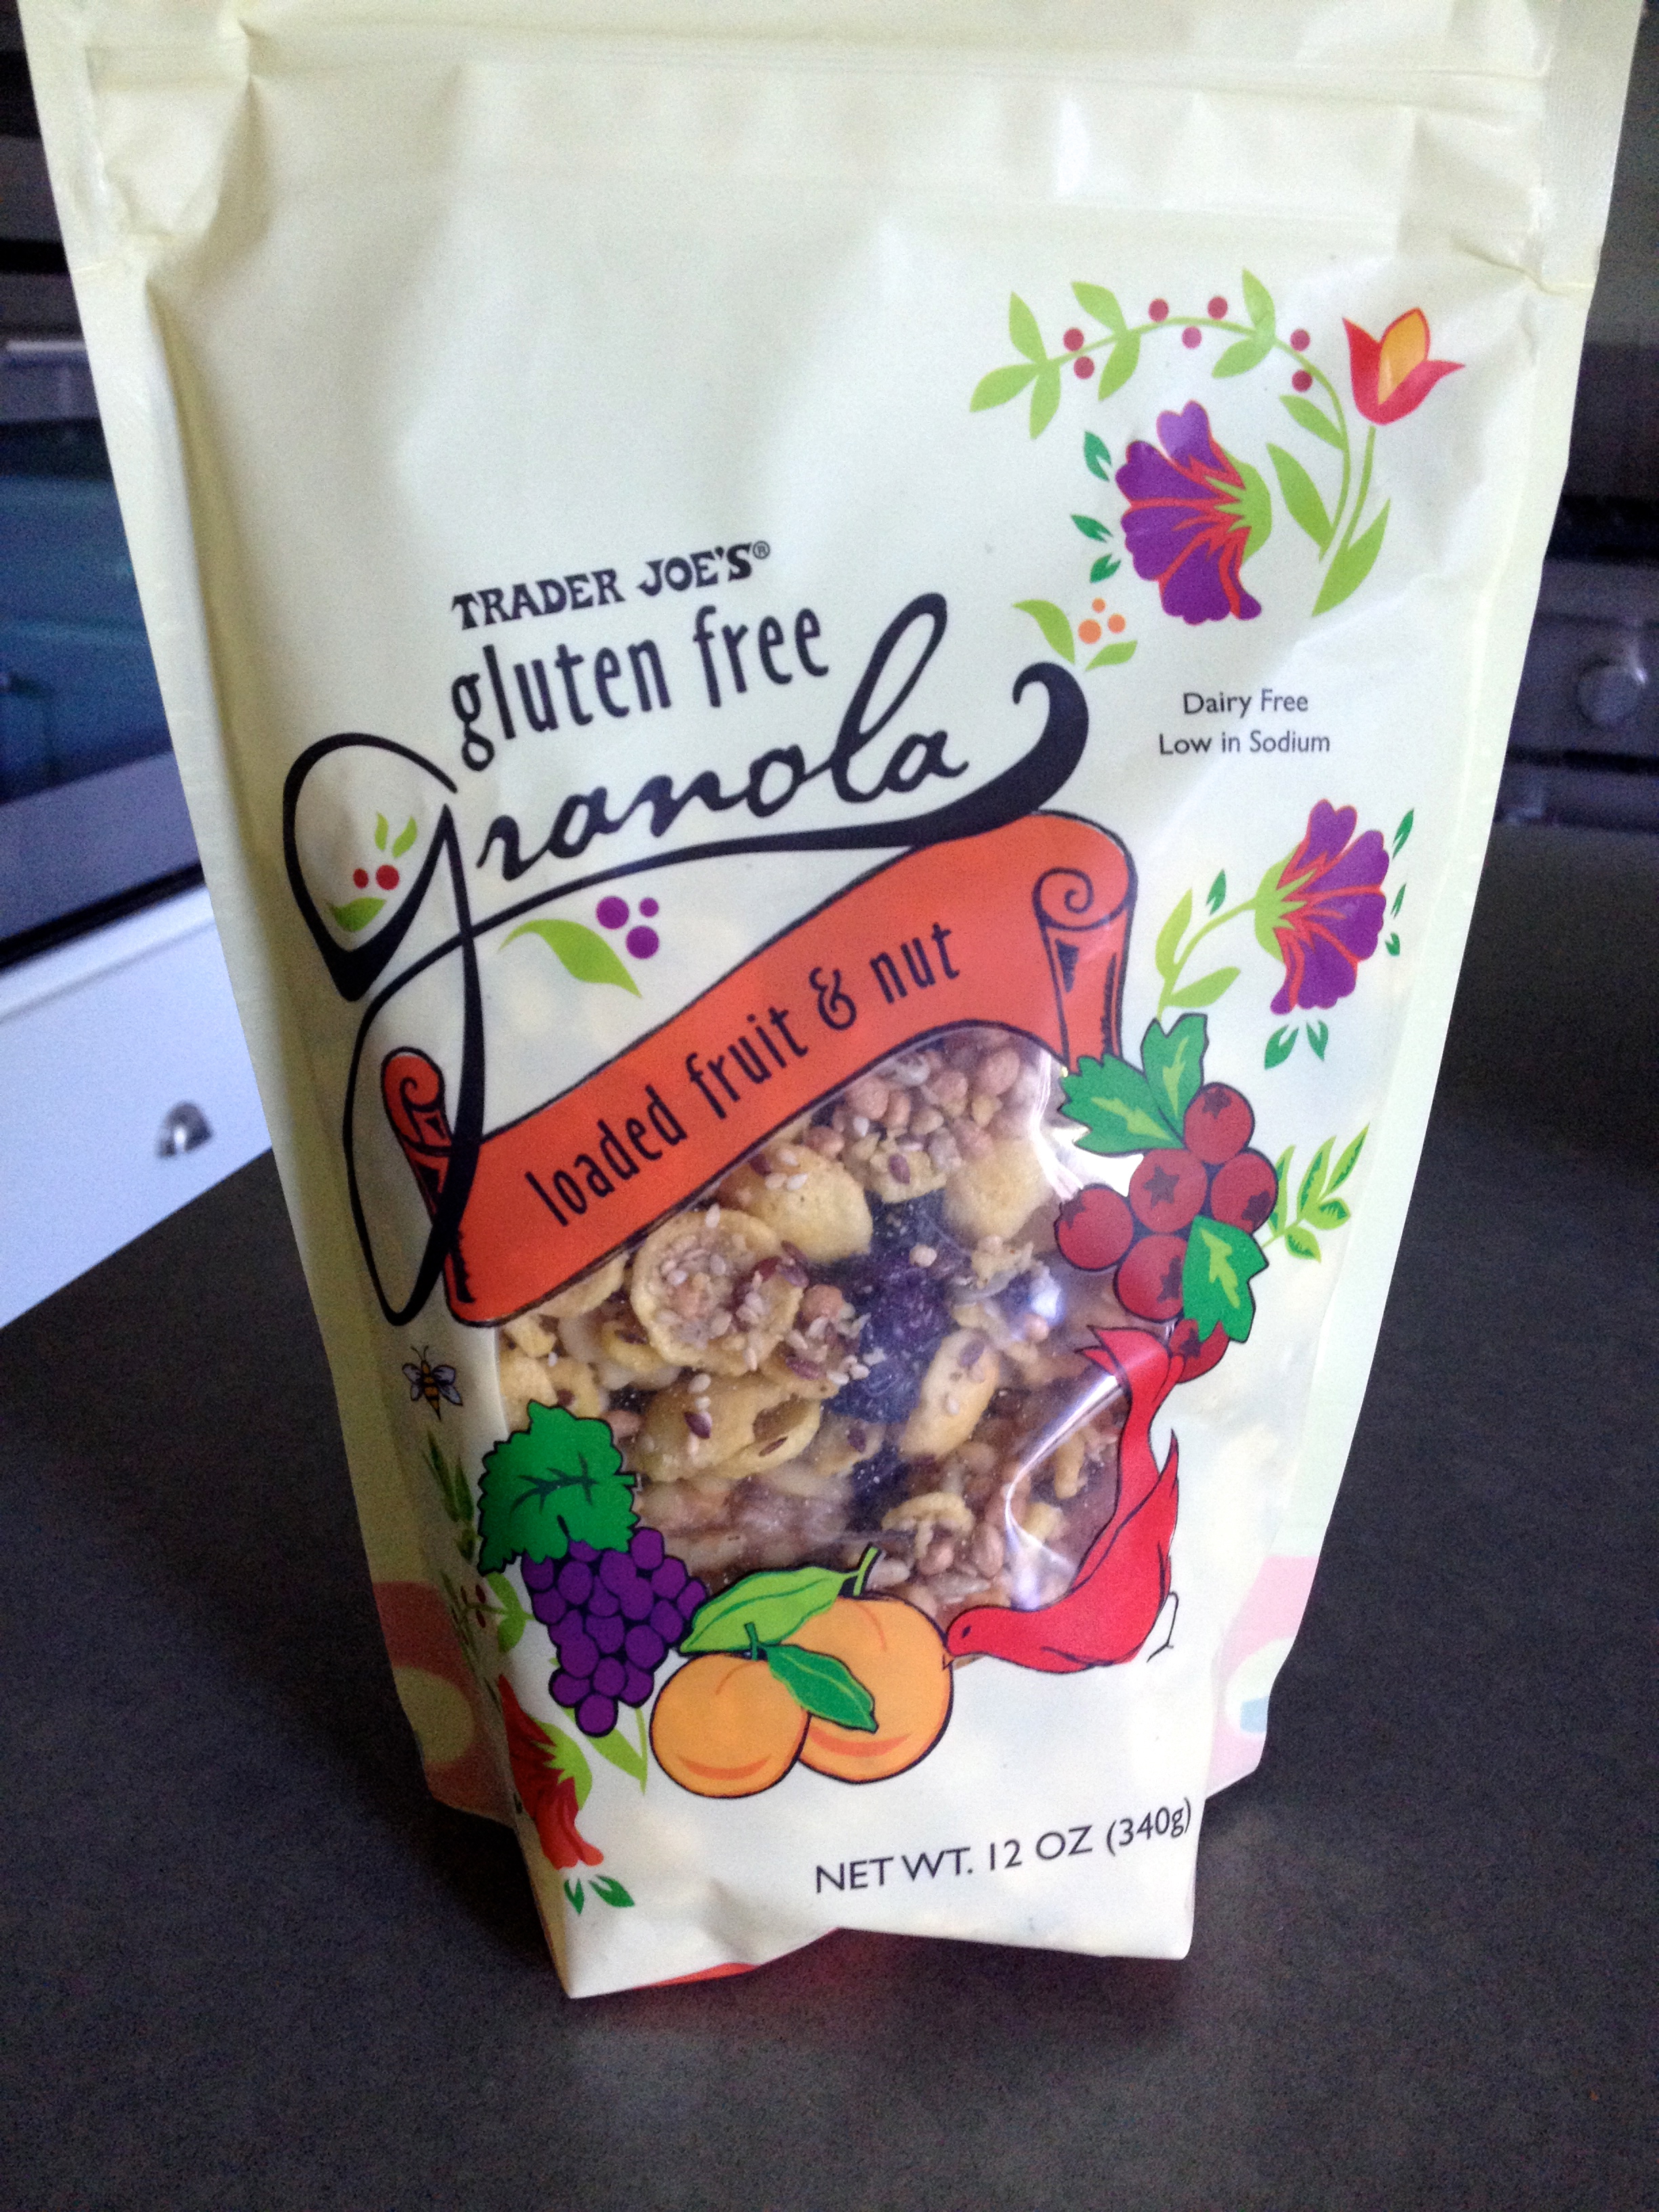 TRADER JOE'S®
gluten free
Granola
Dairy Free
Low in Sodium
loaded fruit & nut
NET WT. 12 OZ (340g)